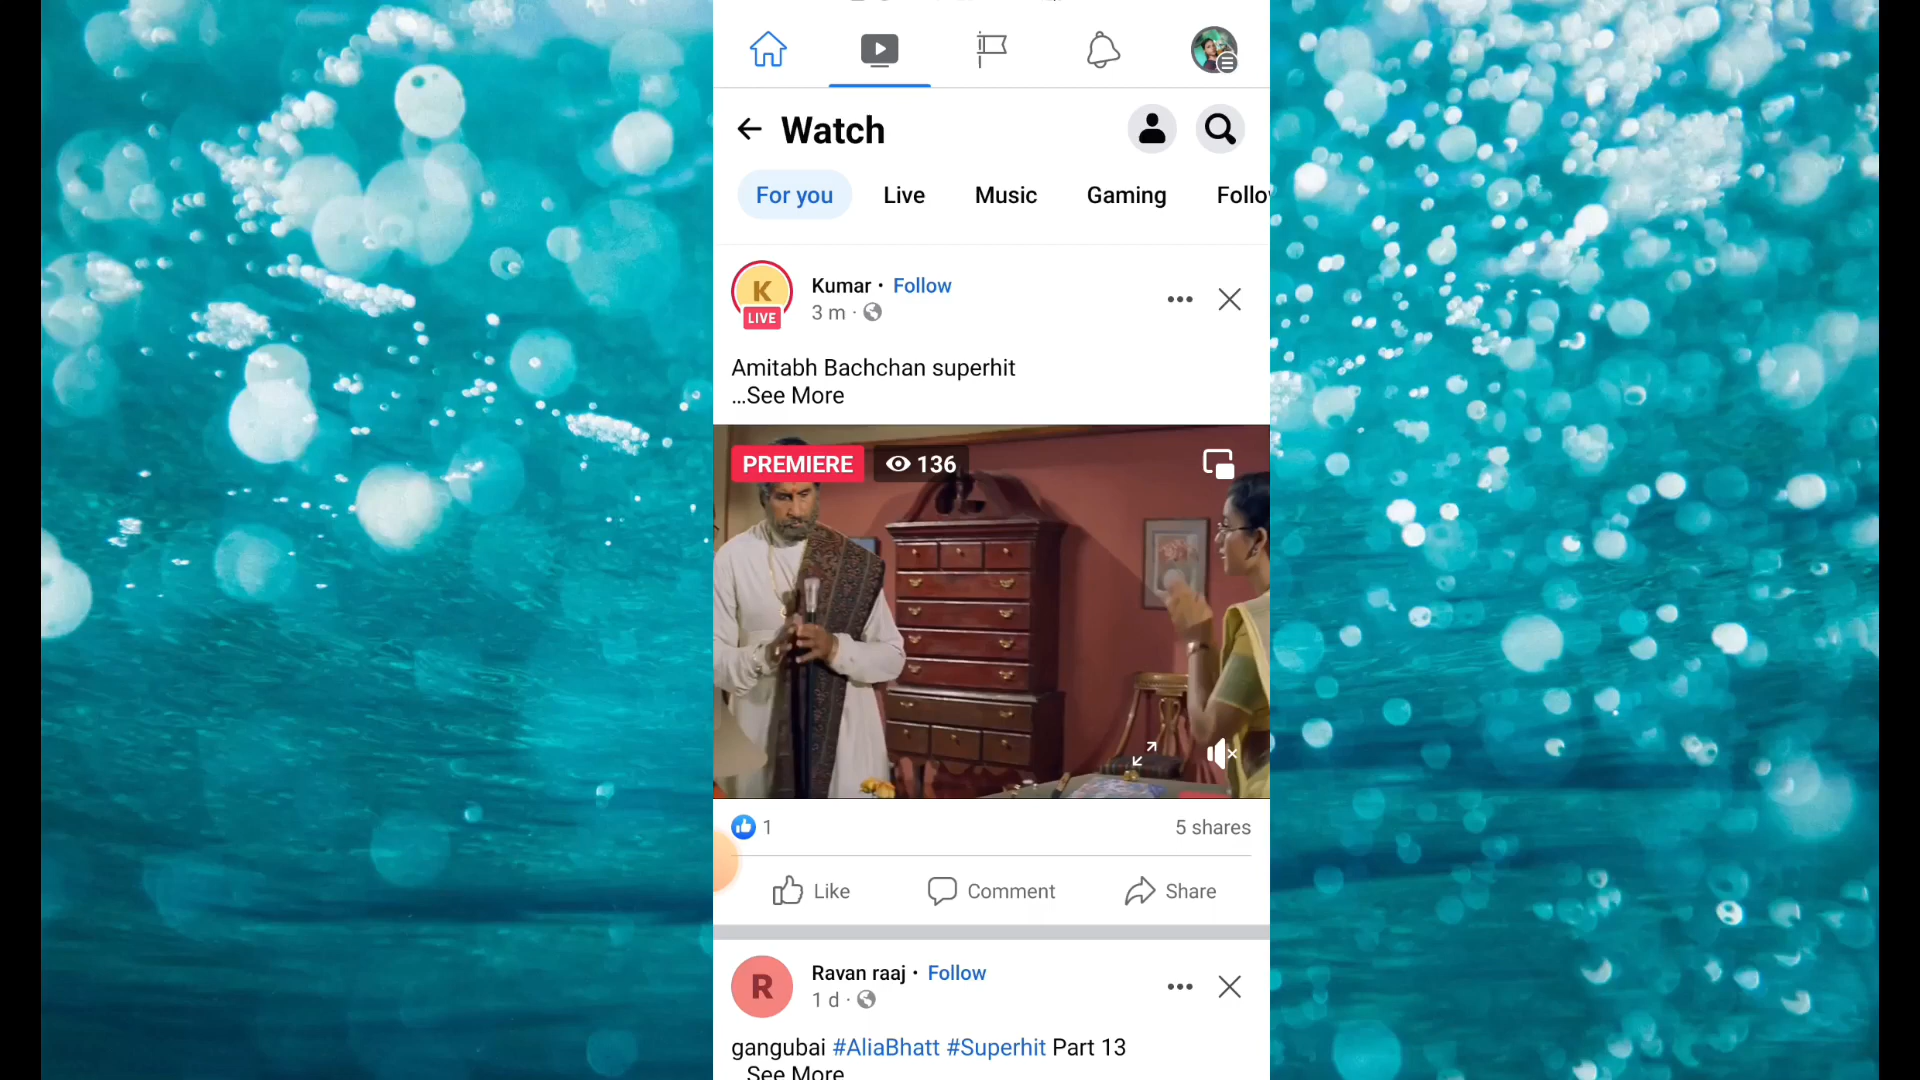 Watch
For you Live Music Gaming Follo
K
LIVE
Kumar · Follow
3 m ·
Amitabh Bachchan superhit
...See More
PREMIERE 136
1
5 shares
Like Comment Share
R
Ravan raaj · Follow
1 d ·
gangubai #AliaBhatt #Superhit Part 13
See More